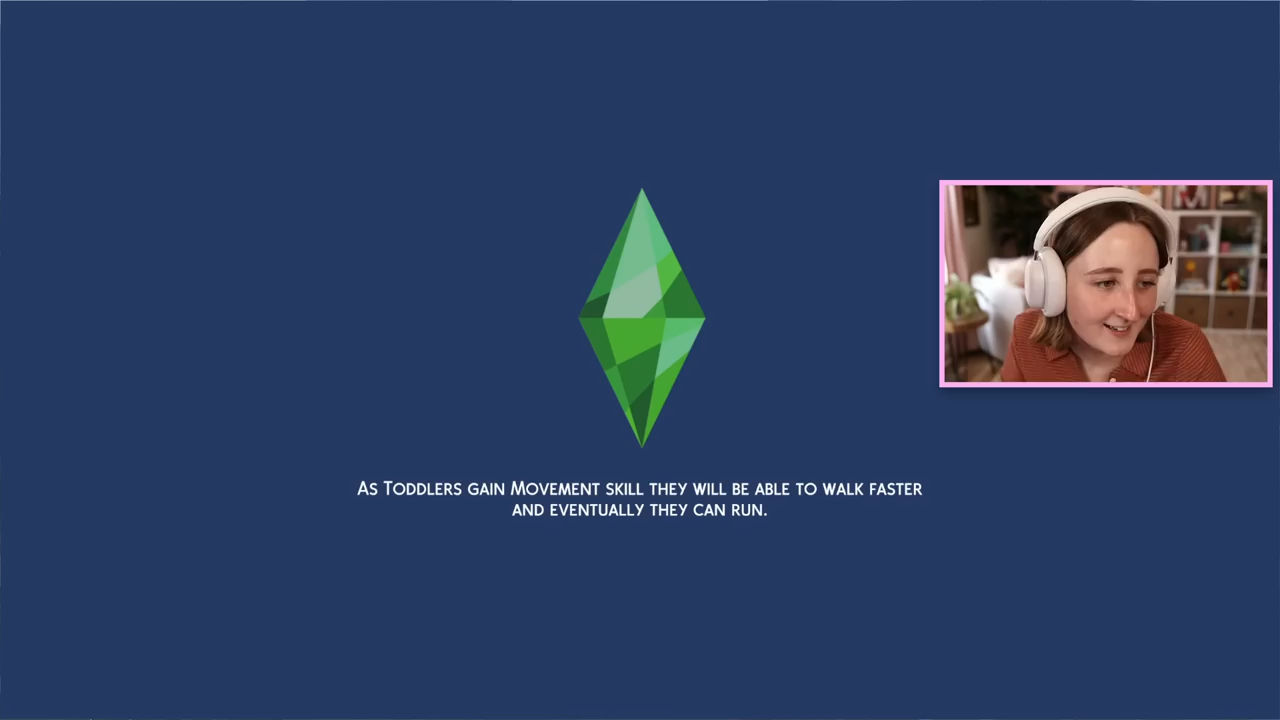 As Toddlers gain Movement skill they will be able to walk faster
and eventually they can run.